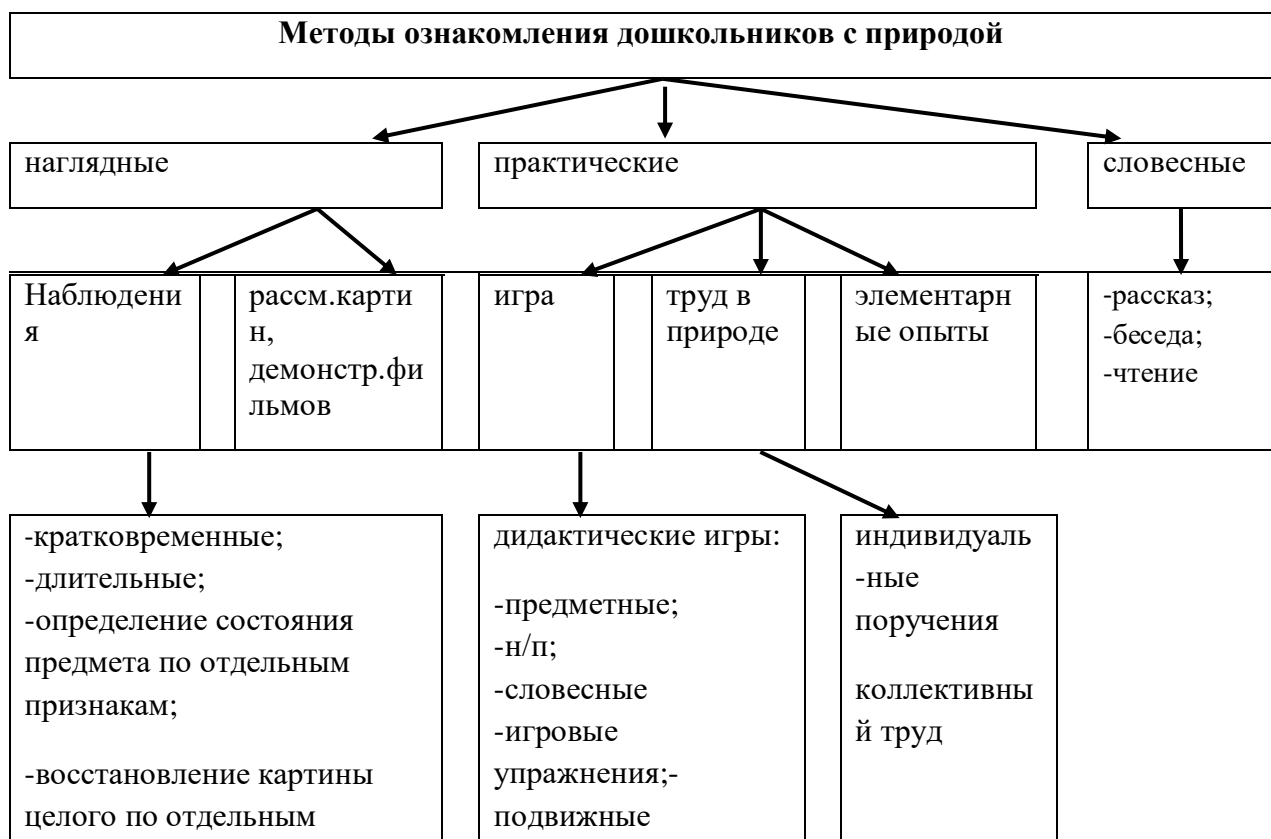 Методы ознакомления дошкольников с природой
наглядные
практические
словесные
Наблюдени
я
рассм.карти
н,
демонстр.фи
льмов
игра
труд в
природе
элементарн
ые опыты
-рассказ;
-беседа;
-чтение
-кратковременные;
-длительные;
-определение состояния
предмета по отдельным
признакам;
-восстановление картины
целого по отдельным
дидактические игры:
-предметные;
-н/п;
-словесные
-игровые
упражнения;-
подвижные
индивидуаль
-ные
поручения
коллективны
й труд